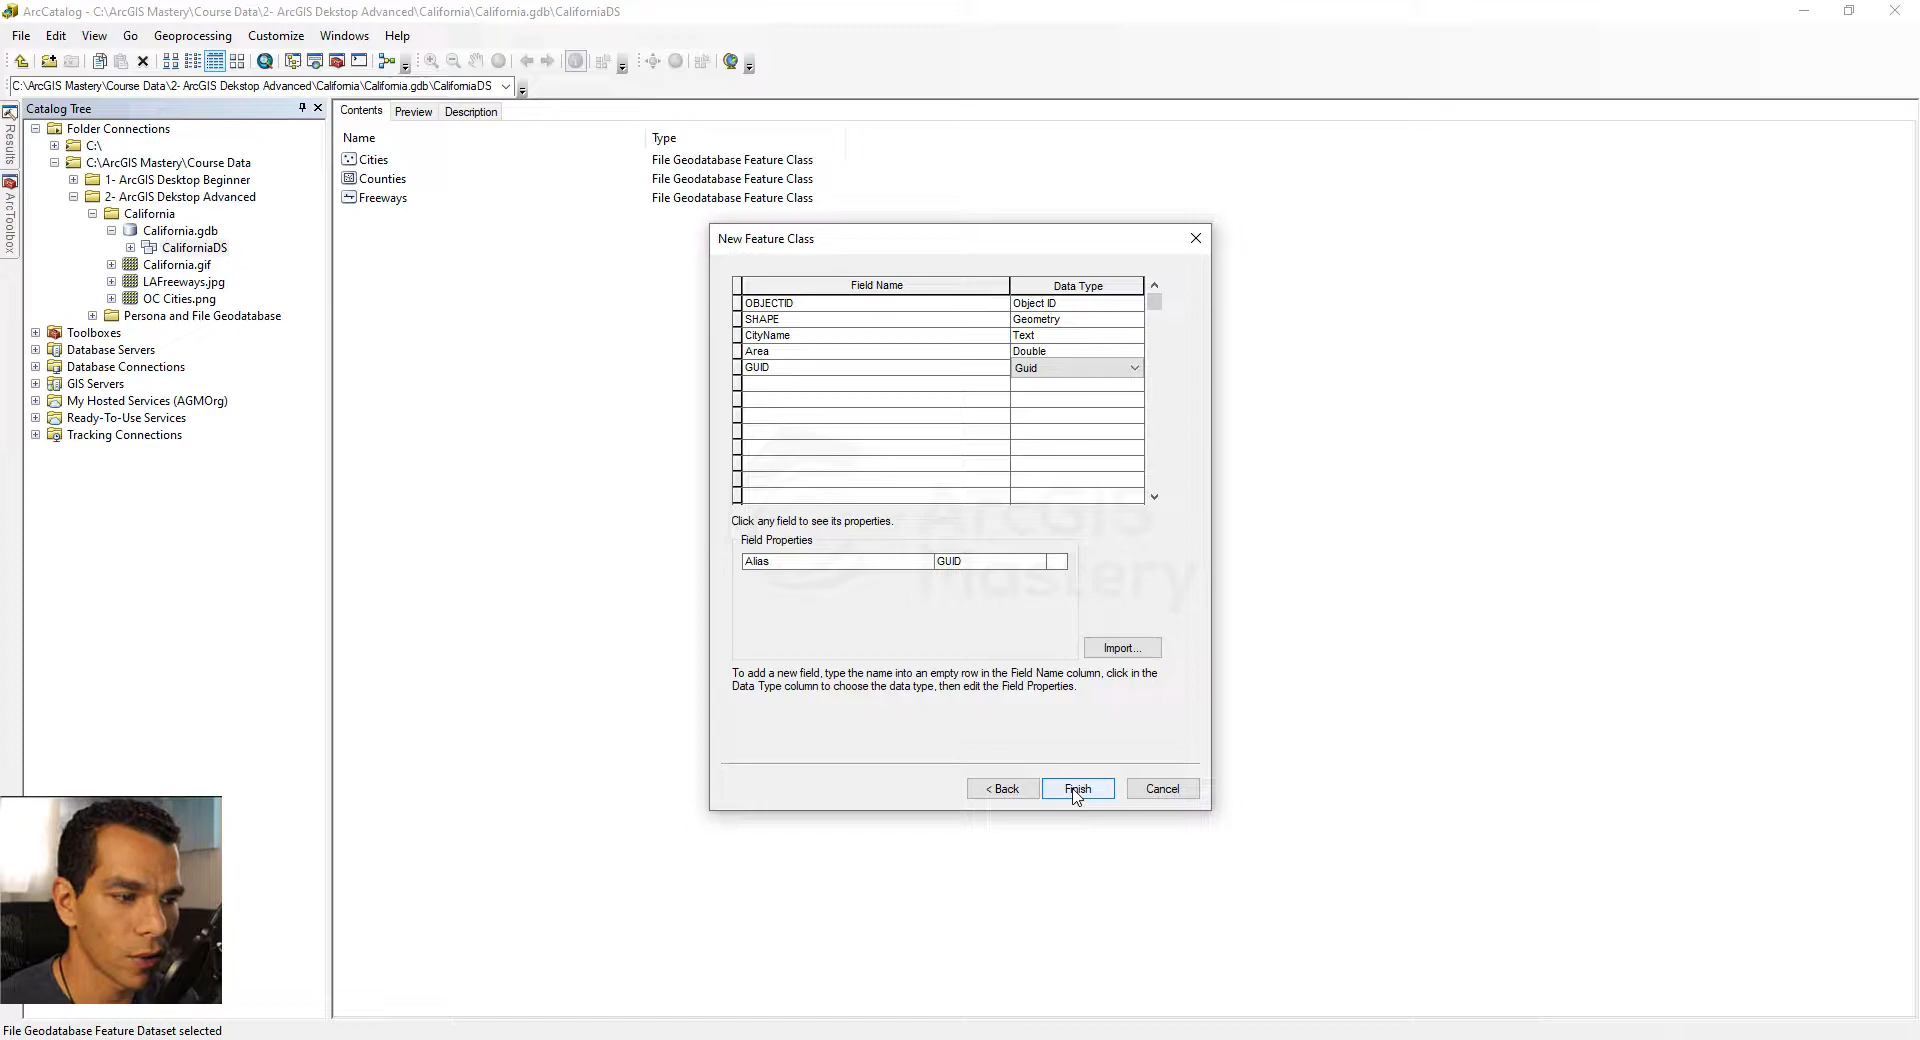 ArcCatalog - C:\ArcGIS Mastery\Course Data\2- ArcGIS Dekstop Advanced\California\California.gdb\CaliforniaDS
File Edit View Go Geoprocessing Customize Windows Help
C:\ArcGIS Mastery\Course Data\2- ArcGIS Dekstop Advanced\California\California.gdb\CaliforniaDS
Results
ArcToolbox
Catalog Tree
Folder Connections
C:\
C:\ArcGIS Mastery\Course Data
1- ArcGIS Desktop Beginner
2- ArcGIS Dekstop Advanced
California
California.gdb
CaliforniaDS
California.gif
LAFreeways.jpg
OC Cities.png
Persona and File Geodatabase
Toolboxes
Database Servers
Database Connections
GIS Servers
My Hosted Services (AGMOrg)
Ready-To-Use Services
Tracking Connections
Contents Preview Description
Name Type
Cities File Geodatabase Feature Class
Counties File Geodatabase Feature Class
Freeways File Geodatabase Feature Class
New Feature Class
Field Name Data Type
OBJECTID Object ID
SHAPE Geometry
CityName Text
Area Double
GUID Guid
ArcGIS
Mastery
Click any field to see its properties.
Field Properties
Alias GUID
Import...
To add a new field, type the name into an empty row in the Field Name column, click in the
Data Type column to choose the data type, then edit the Field Properties.
< Back Finish Cancel
File Geodatabase Feature Dataset selected